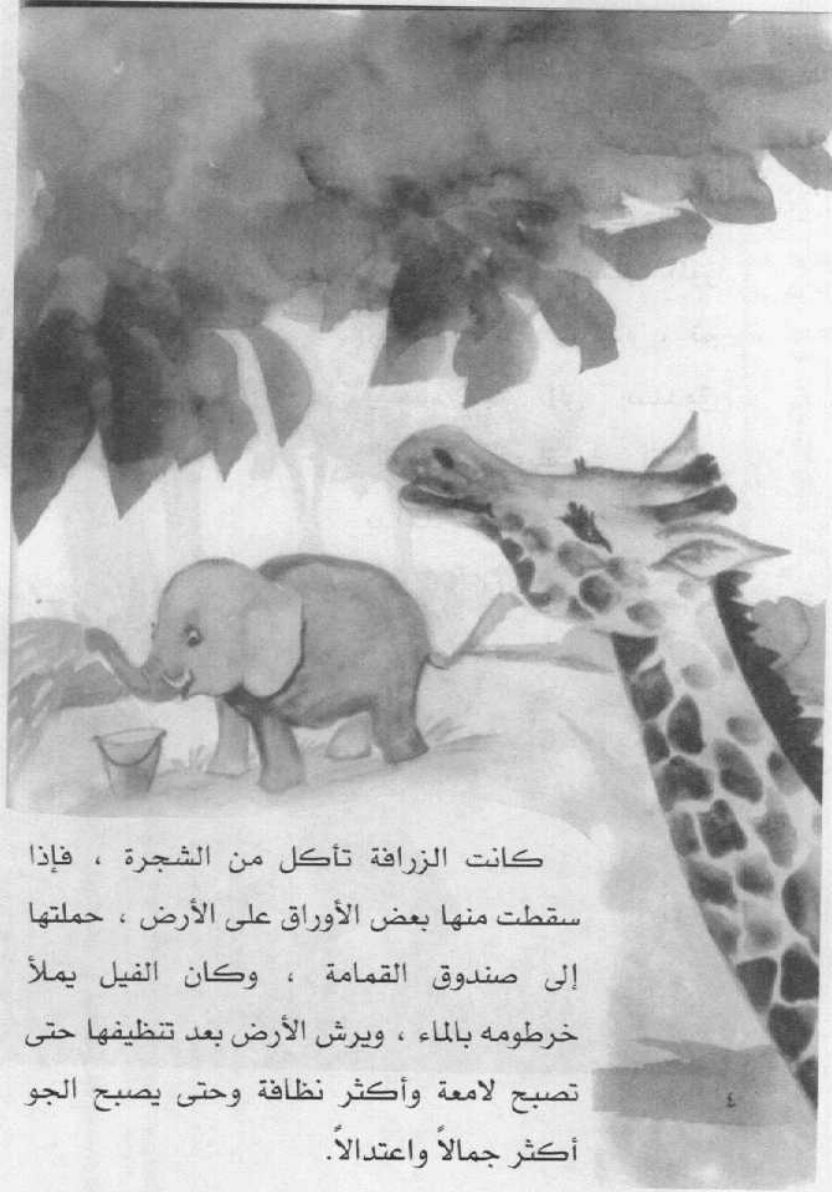 كانت الزرافة تأكل من الشجرة ، فإذا
سقطت منها بعض الأوراق على الأرض ، حملتها
إلى صندوق القمامة ، وكان الفيل يملأ
خرطومه بالماء ، ويرش الأرض بعد تنظيفها حتى
تصبح لامعة وأكثر نظافة وحتى يصبح الجو
أكثر جمالاً واعتدالاً.
٤